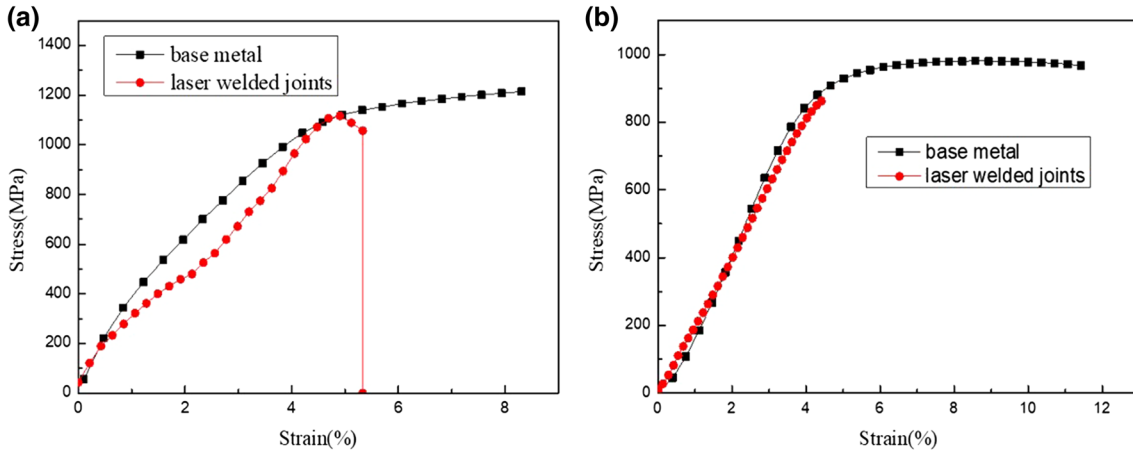 (a)
1400
1200
1000
800
600
400
200
0
Stress(MPa)
base metal
laser welded joints
0 2 4 6 8
Strain(%)
(b)
1000
800
600
400
200
0
Stress(MPa)
base metal
laser welded joints
0 2 4 6 8 10 12
Strain(%)